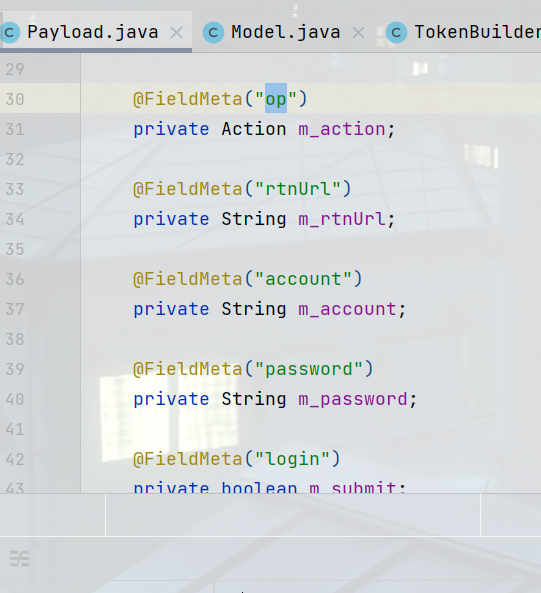 Payload.java
Model.java
TokenBuilder
29
30 @FieldMeta("op")
31 private Action m_action;
32
33 @FieldMeta("rtnUrl")
34 private String m_rtnUrl;
35
36 @FieldMeta("account")
37 private String m_account;
38
39 @FieldMeta("password")
40 private String m_password;
41
42 @FieldMeta("login")
43 private boolean m_submit;